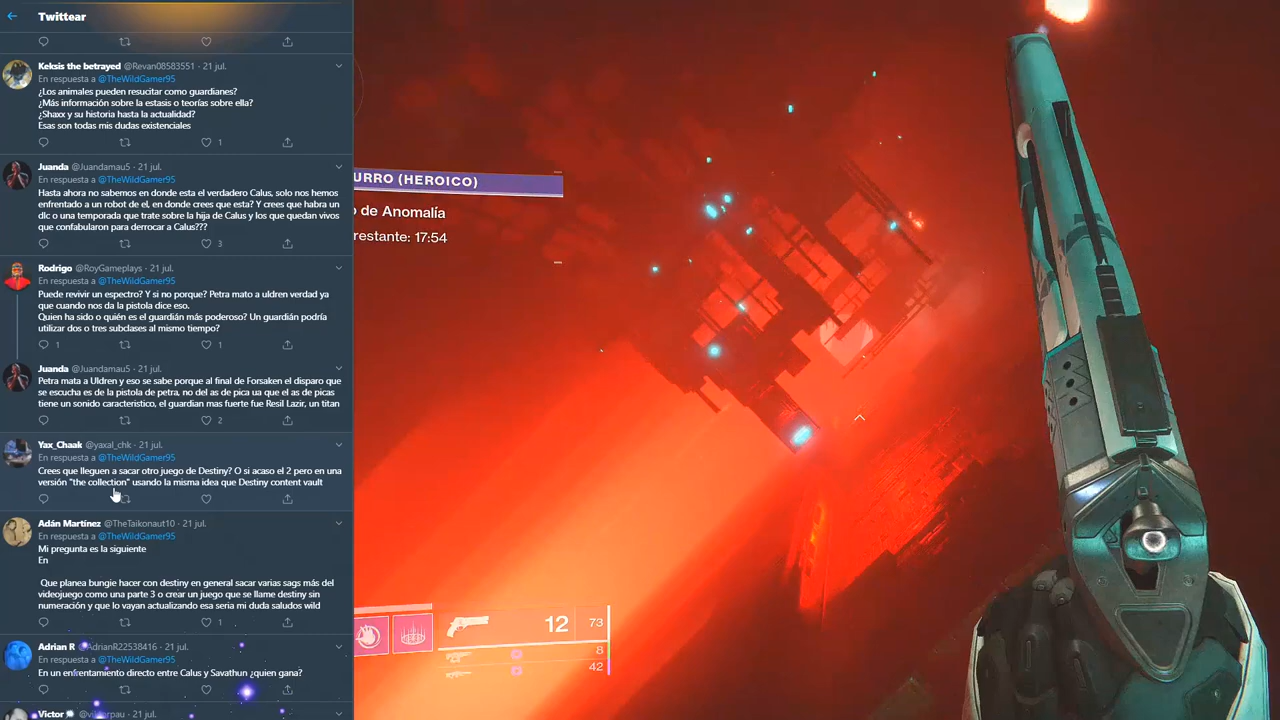 Twittear
Keksis the betrayed @Revan08583551 · 21 jul.
En respuesta a @TheWildGamer95
¿Los animales pueden resucitar como guardianes?
¿Más información sobre la estasis o teorías sobre ella?
¿Shaxx y su historia hasta la actualidad?
Esas son todas mis dudas existenciales
1
Juanda @Juandamau5 · 21 jul.
En respuesta a @TheWildGamer95
Hasta ahora no sabemos en donde esta el verdadero Calus, solo nos hemos
enfrentado a un robot de el, en donde crees que esta? Y crees que habra un
dlc o una temporada que trate sobre la hija de Calus y los que quedan vivos
que confabularon para derrocar a Calus???
3
Rodrigo @RoyGameplays · 21 jul.
En respuesta a @TheWildGamer95
Puede revivir un espectro? Y si no porque? Petra mato a uldren verdad ya
que cuando nos da la pistola dice eso.
Quien ha sido o quién es el guardián más poderoso? Un guardián podría
utilizar dos o tres subclases al mismo tiempo?
1 1
Juanda @Juandamau5 · 21 jul.
Petra mata a Uldren y eso se sabe porque al final de Forsaken el disparo que
se escucha es de la pistola de petra, no del as de pica ua que el as de picas
tiene un sonido caracteristico, el guardian mas fuerte fue Resil Lazir, un titan
2
Yax_Chaak @yaxal_chk · 21 jul.
En respuesta a @TheWildGamer95
Crees que lleguen a sacar otro juego de Destiny? O si acaso el 2 pero en una
versión "the collection" usando la misma idea que Destiny content vault
Adán Martínez @TheTaikonaut10 · 21 jul.
En respuesta a @TheWildGamer95
Mi pregunta es la siguiente
En
Que planea bungie hacer con destiny en general sacar varias sags más del
videojuego como una parte 3 o crear un juego que se llame destiny sin
numeración y que lo vayan actualizando esa seria mi duda saludos wild
1
Adrian R @AdrianR22538416 · 21 jul.
En respuesta a @TheWildGamer95
En un enfrentamiento directo entre Calus y Savathun ¿quien gana?
Victor @viktorpau · 21 jul.
URRO (HEROICO)
o de Anomalía
restante: 17:54
12 73
8
42